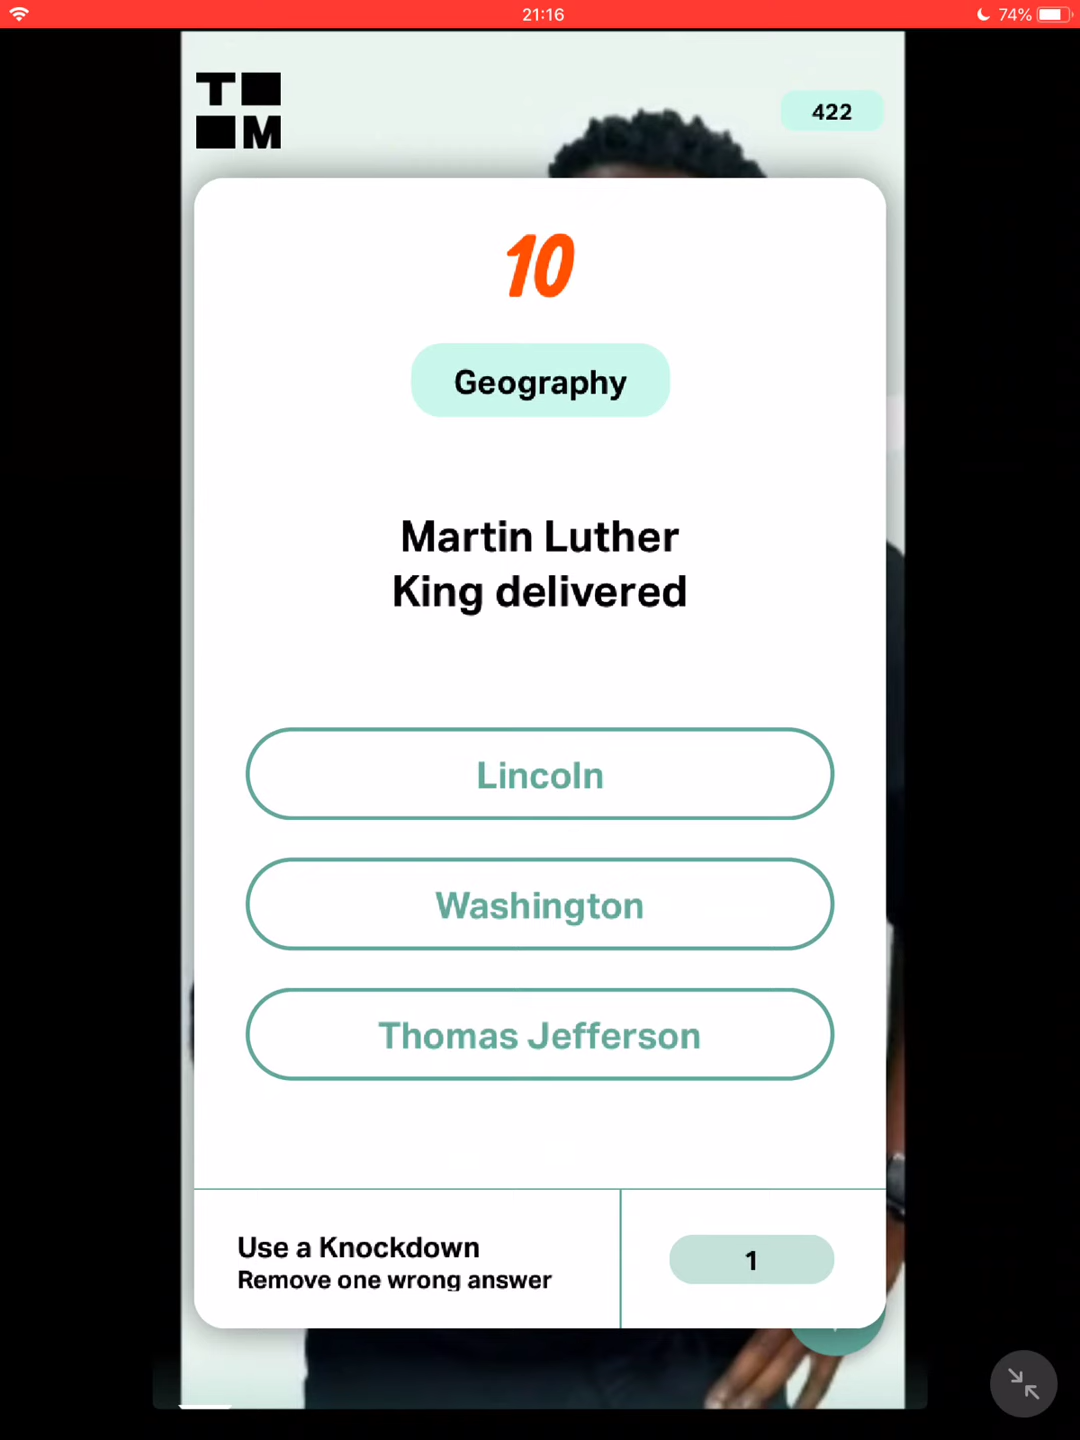 21:16
74%
T
M
422
10
Geography
Martin Luther
King delivered
Lincoln
Washington
Thomas Jefferson
Use a Knockdown
Remove one wrong answer
1